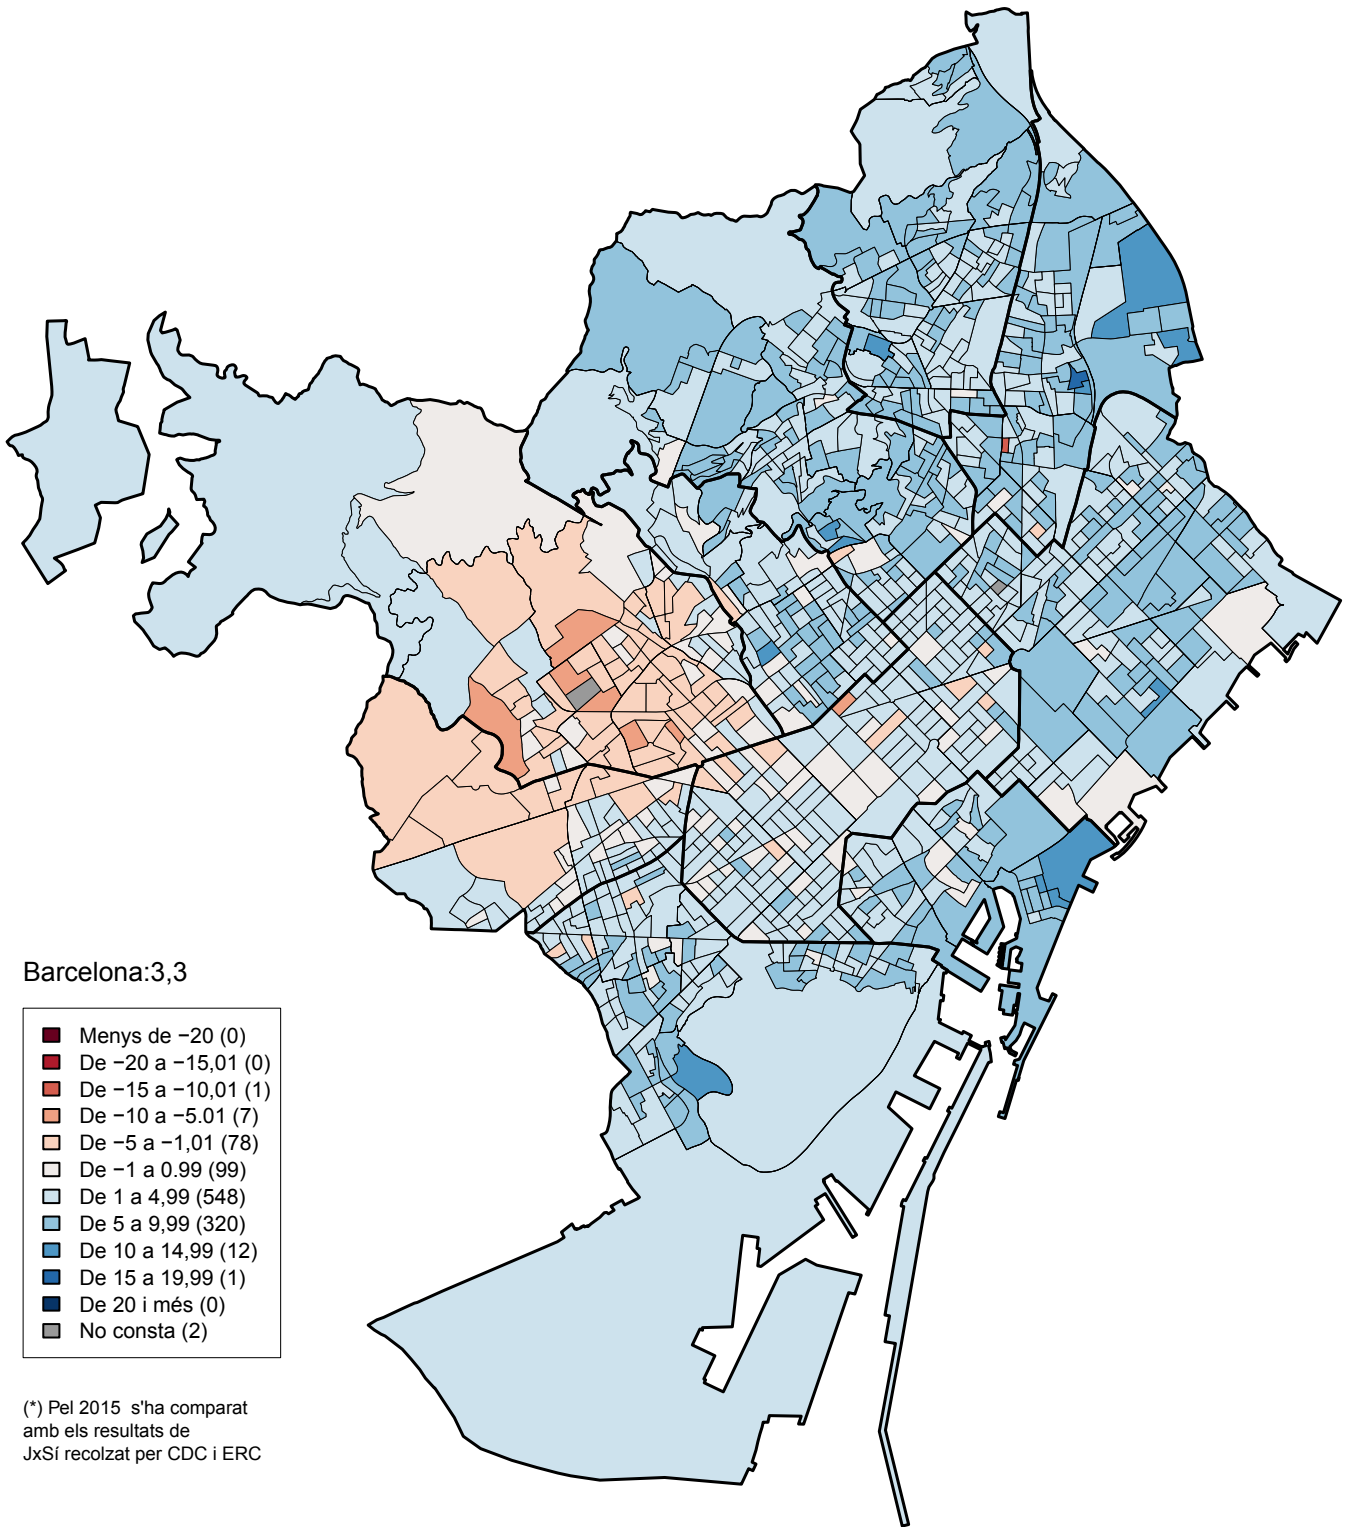 Barcelona:3,3
Menys de −20 (0)
De −20 a −15,01 (0)
De −15 a −10,01 (1)
De −10 a −5.01 (7)
De −5 a −1,01 (78)
De −1 a 0.99 (99)
De 1 a 4,99 (548)
De 5 a 9,99 (320)
De 10 a 14,99 (12)
De 15 a 19,99 (1)
De 20 i més (0)
No consta (2)
(*) Pel 2015 s'ha comparat
amb els resultats de
JxSí recolzat per CDC i ERC